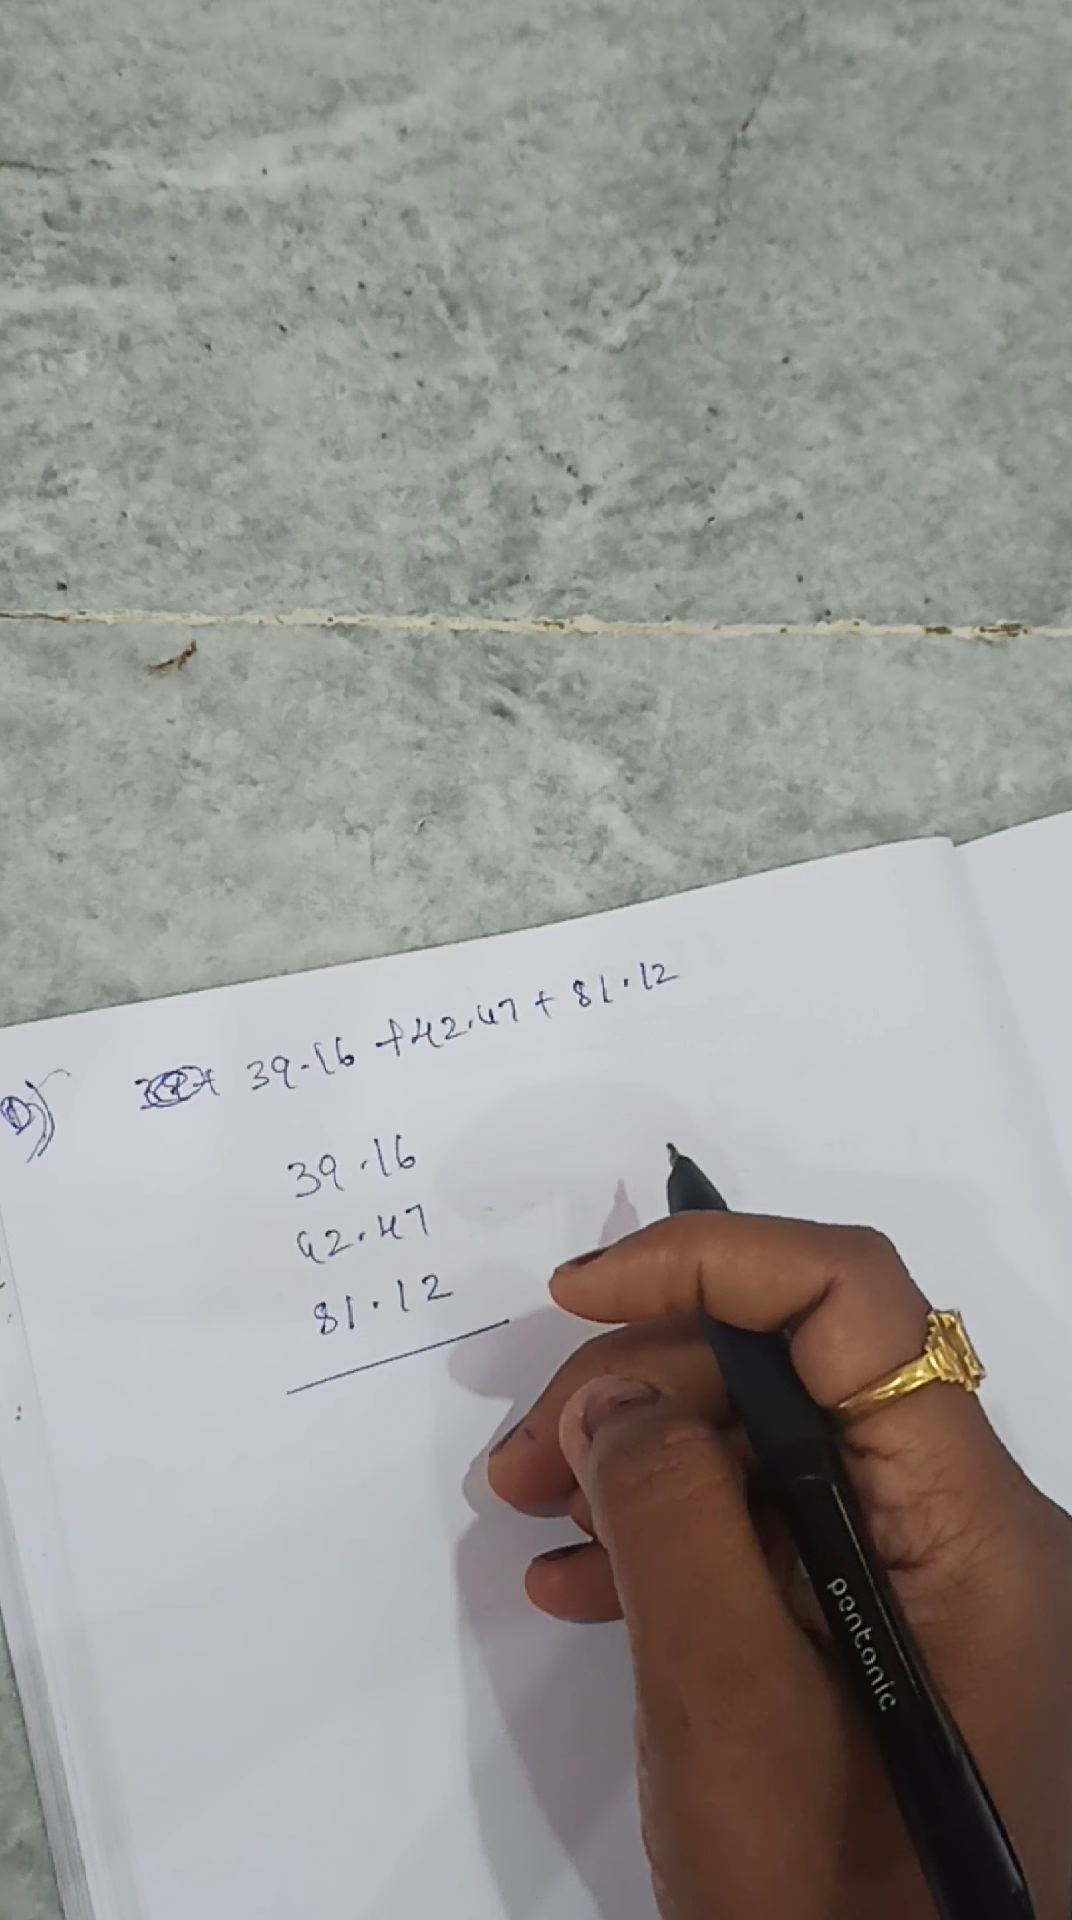 D)) 39.16 + 42.47 + 81.12
39.16
42.47
81.12
pentonic